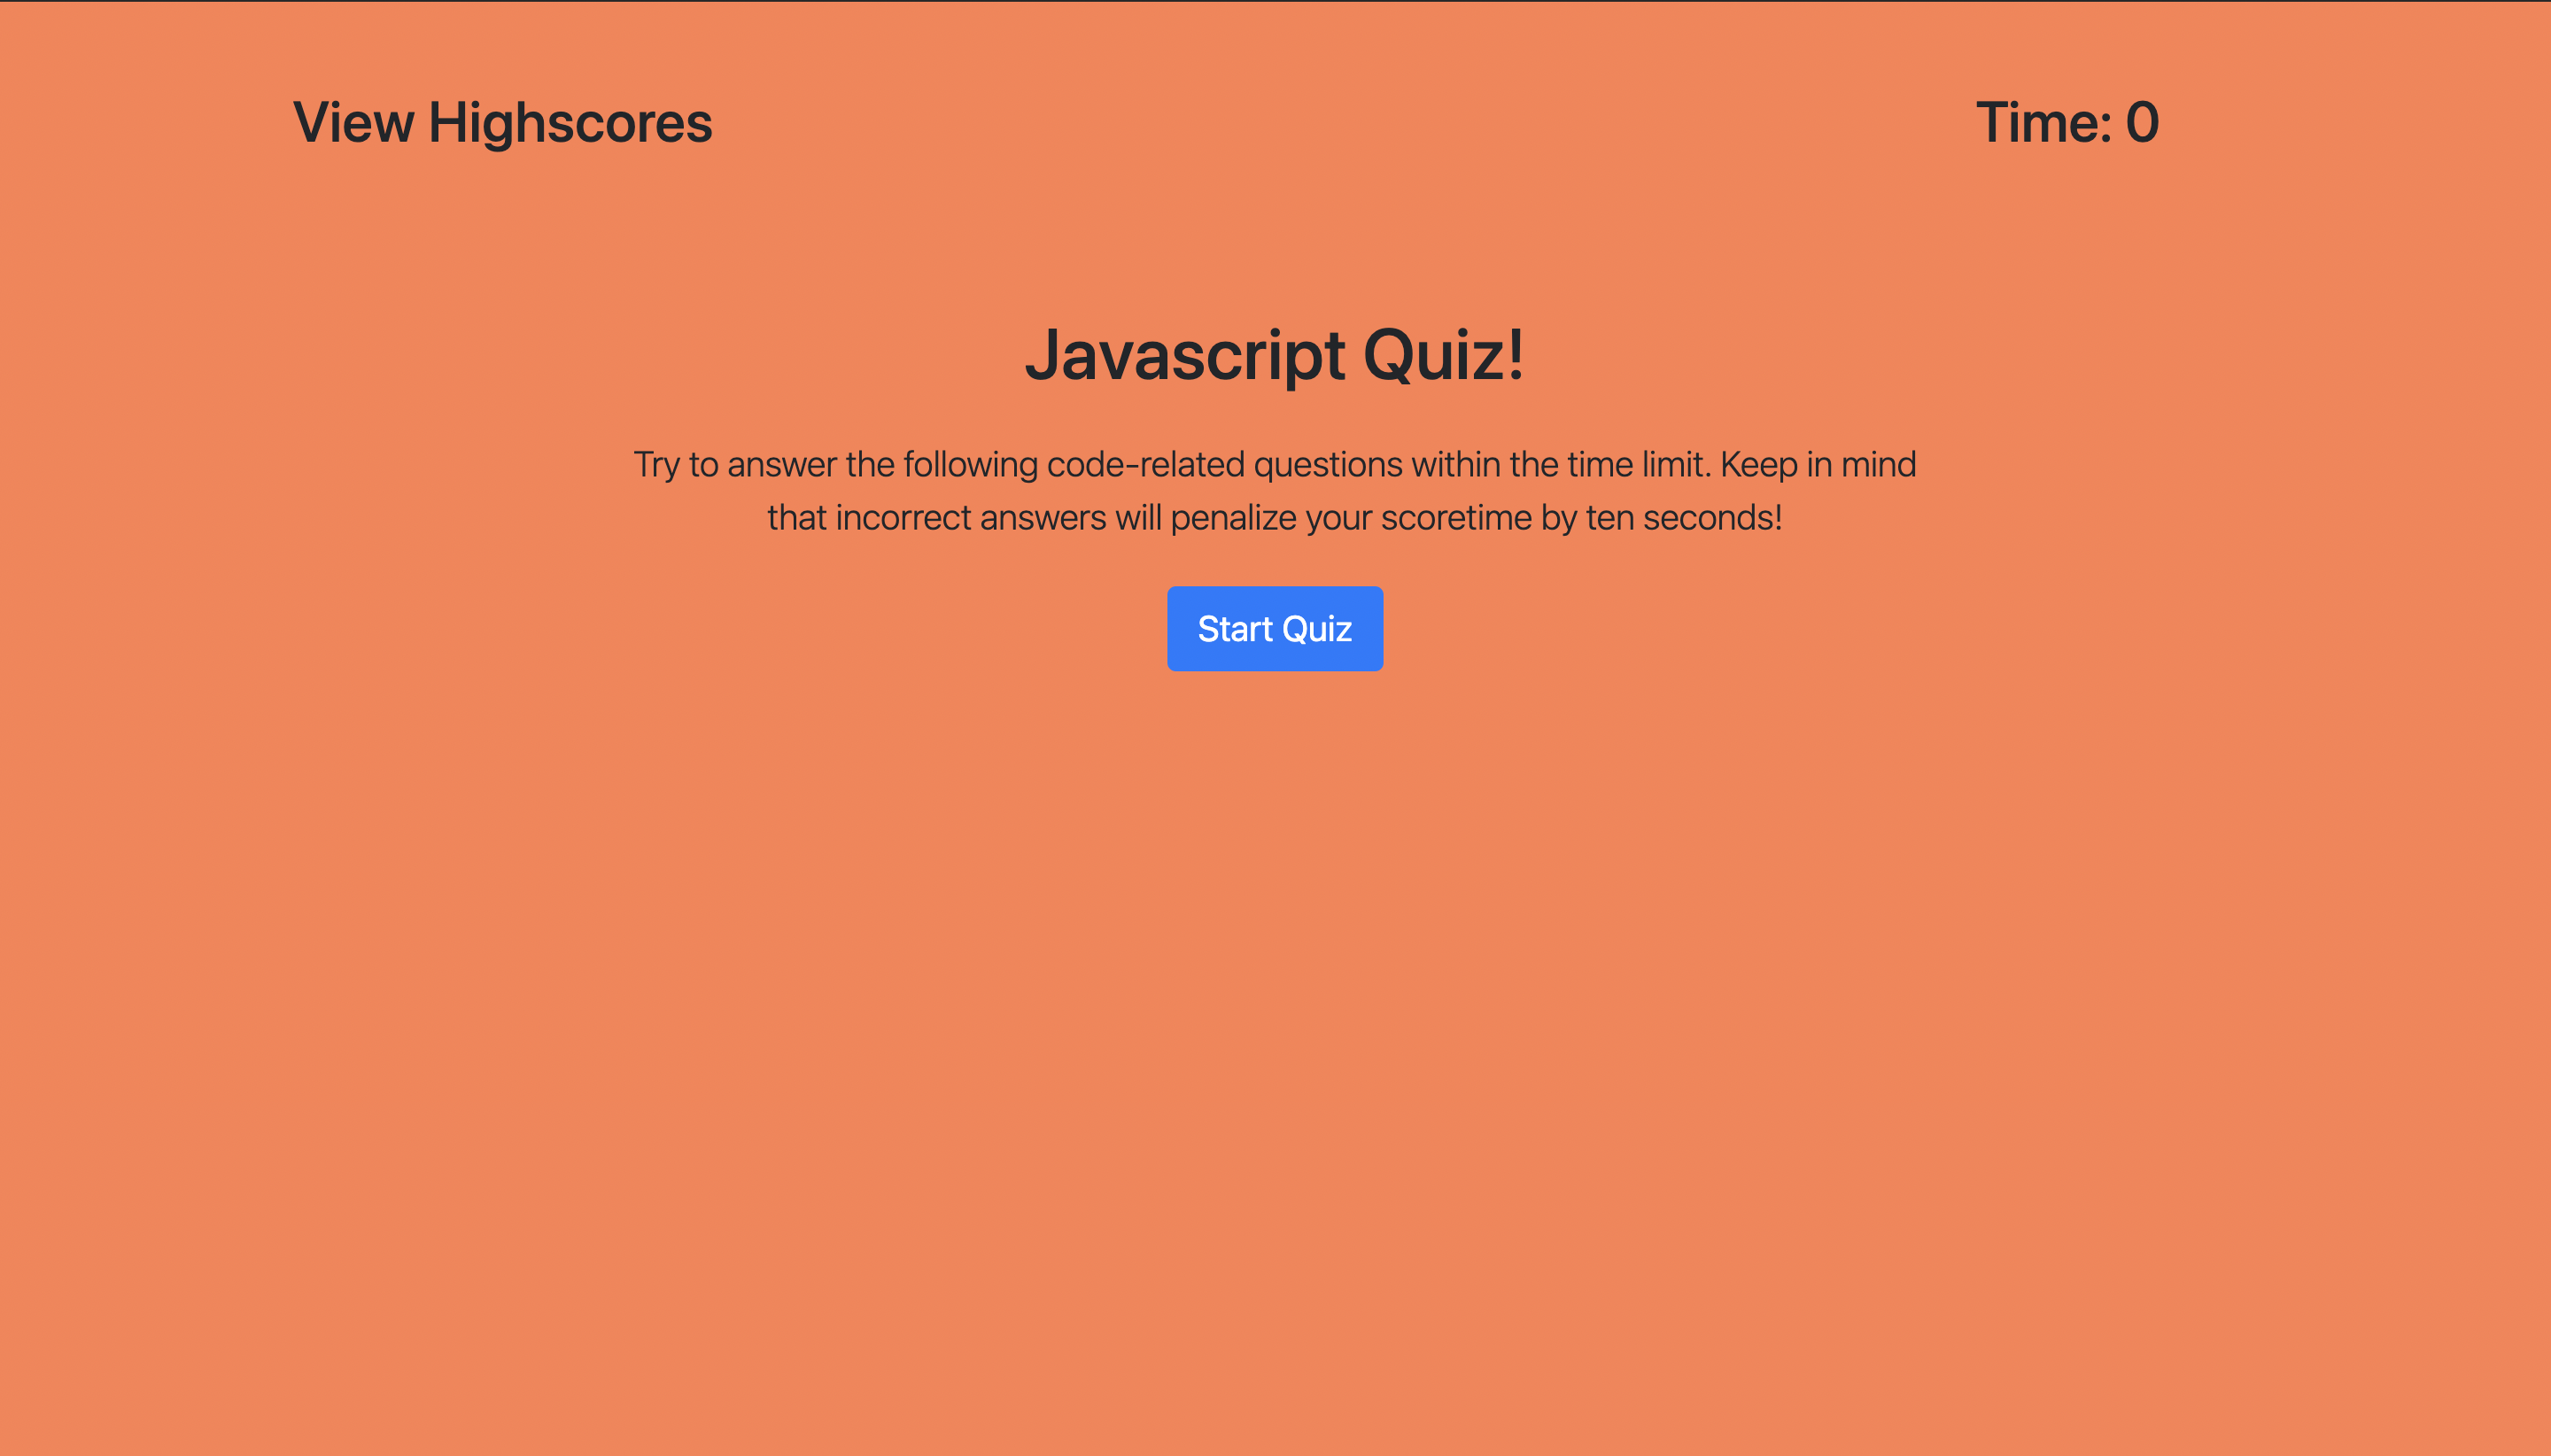 View Highscores
Time: 0
Javascript Quiz!
Try to answer the following code-related questions within the time limit. Keep in mind
that incorrect answers will penalize your scoretime by ten seconds!
Start Quiz